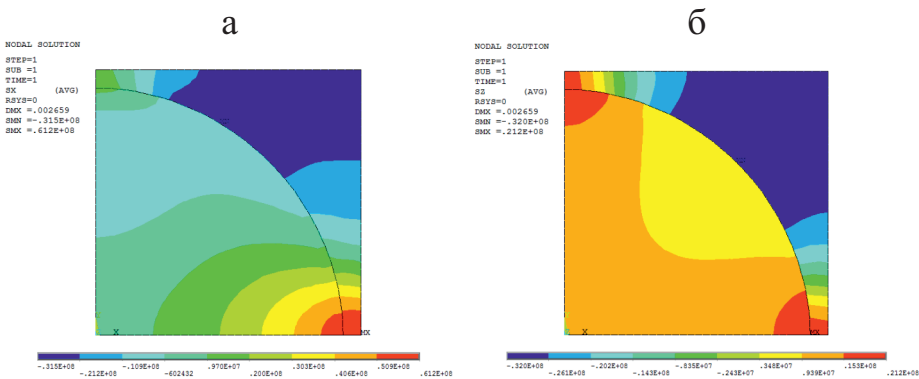 а
NODAL SOLUTION
STEP=1
SUB =1
TIME=1
SX (AVG)
RSYS=0
DMX =.002659
SMN =-.315E+08
SMX =.612E+08
X
MX
-.315E+08 -.109E+08 .970E+07 .303E+08 .509E+08
-.212E+08 -602432 .200E+08 .406E+08 .612E+08
б
NODAL SOLUTION
STEP=1
SUB =1
TIME=1
SZ (AVG)
RSYS=0
DMX =.002659
SMN =-.320E+08
SMX =.212E+08
X
MX
-.320E+08 -.202E+08 -.835E+07 .348E+07 .153E+08
-.261E+08 -.143E+08 -.243E+07 .939E+07 .212E+08